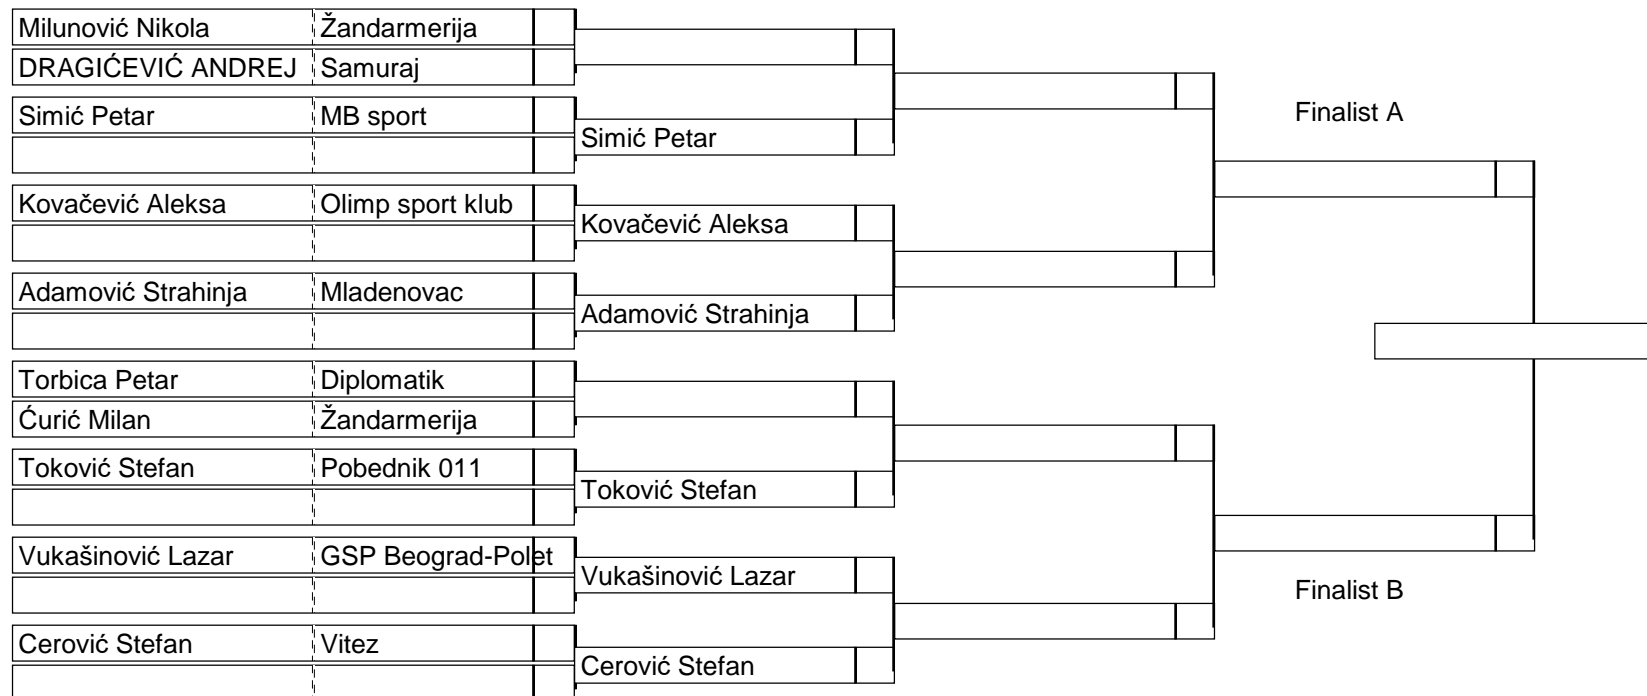 Milunović Nikola Žandarmerija
DRAGIĆEVIĆ ANDREJ Samuraj
Simić Petar MB sport
Simić Petar
Finalist A
Kovačević Aleksa Olimp sport klub
Kovačević Aleksa
Adamović Strahinja Mladenovac
Adamović Strahinja
Torbica Petar Diplomatik
Ćurić Milan Žandarmerija
Toković Stefan Pobednik 011
Toković Stefan
Vukašinović Lazar GSP Beograd-Polet
Vukašinović Lazar
Finalist B
Cerović Stefan Vitez
Cerović Stefan